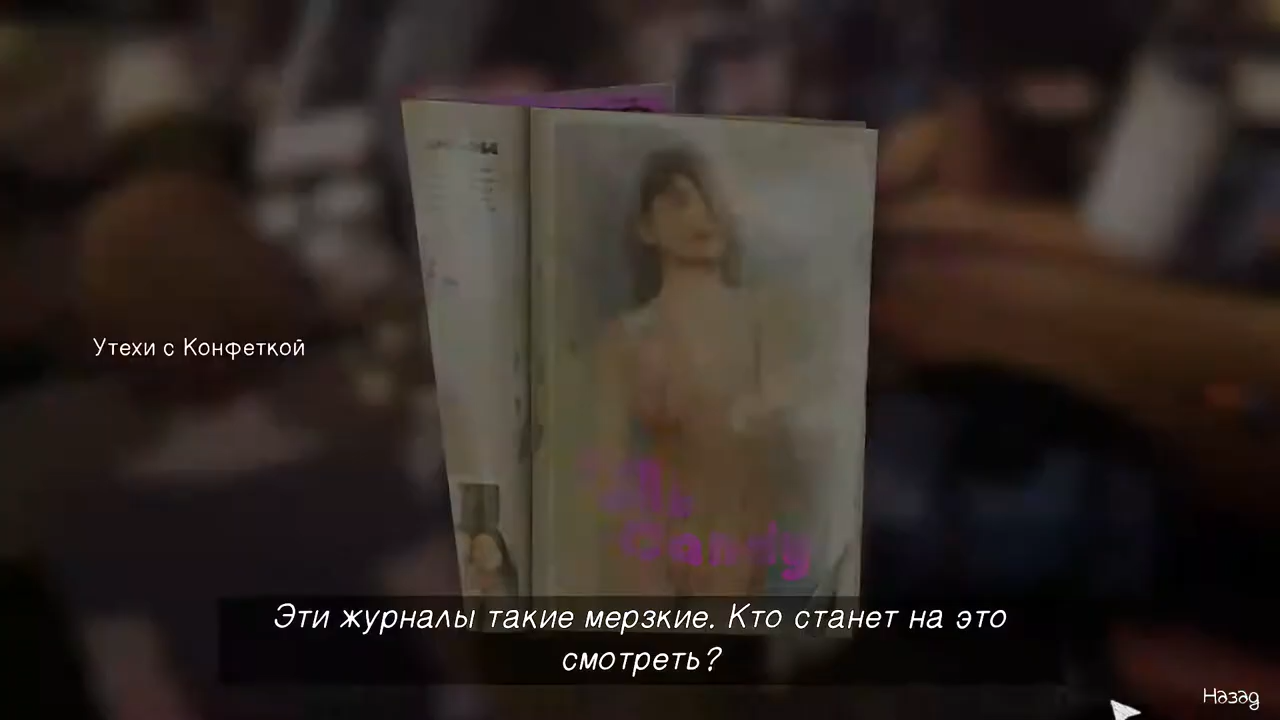 Утехи с Конфеткой
Candy
Эти журналы такие мерзкие. Кто станет на это
смотреть?
Назад